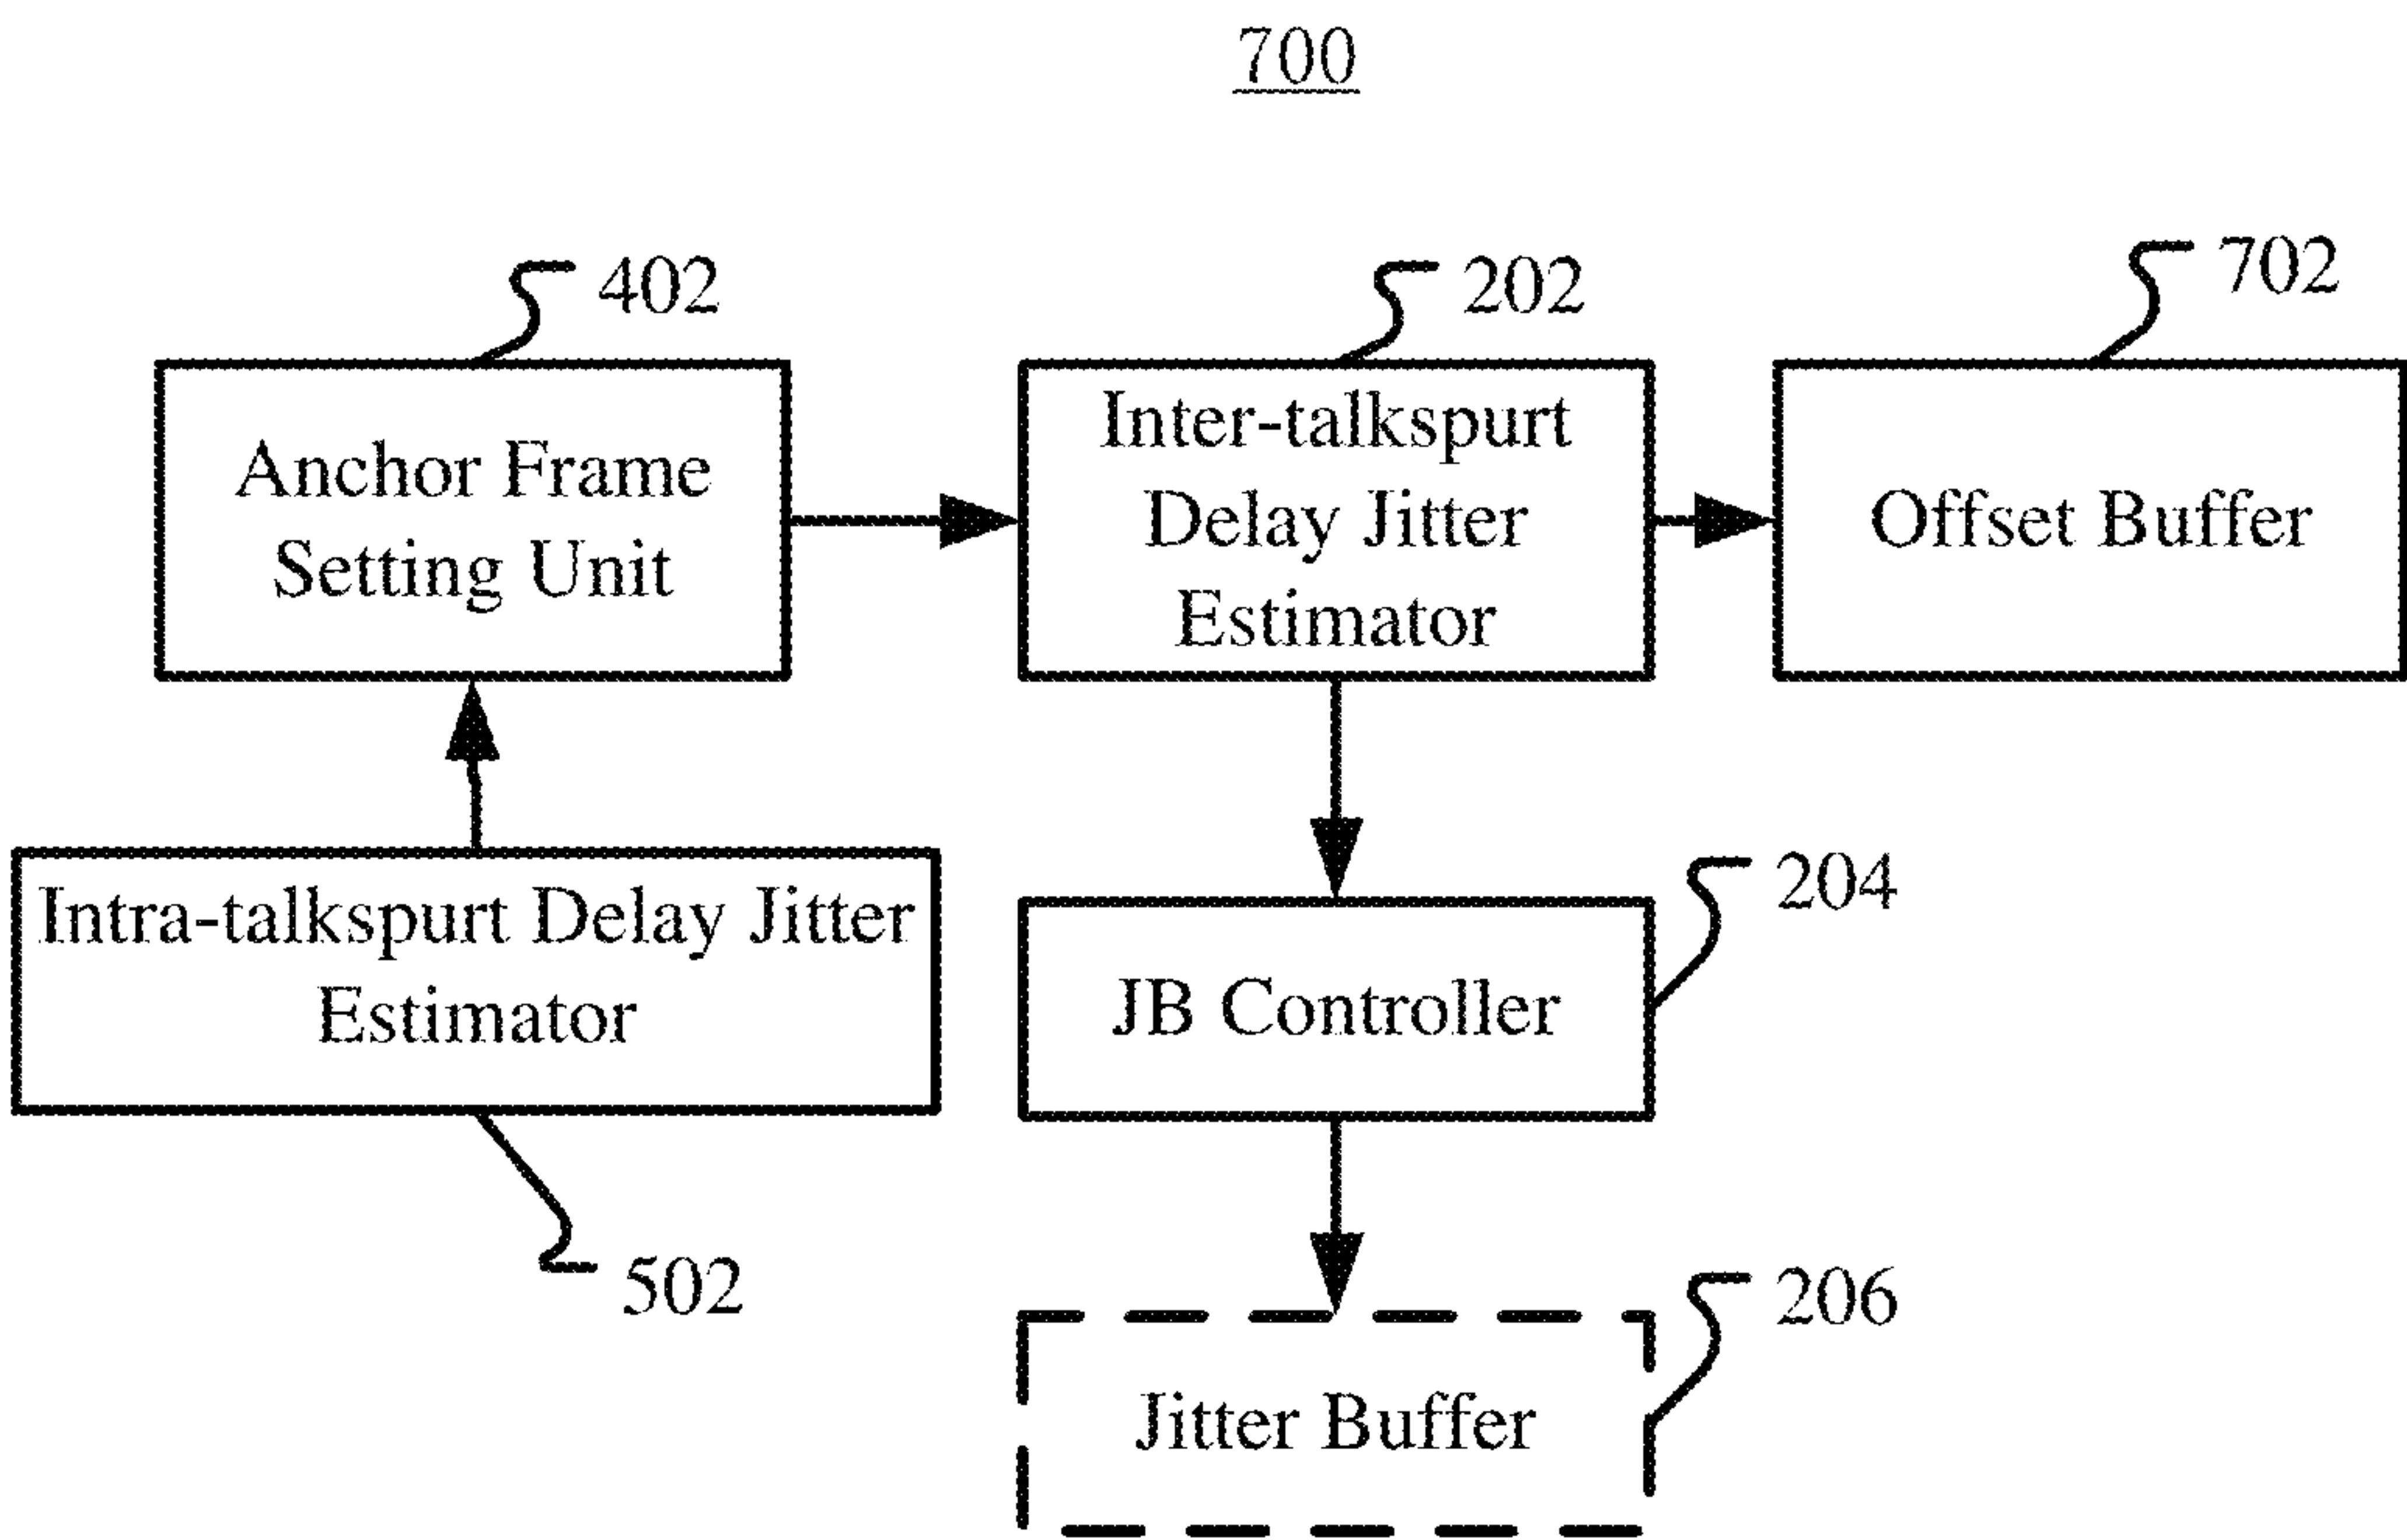 700
402
202
702
Anchor Frame
Setting Unit
Inter-talkspurt
Delay Jitter
Estimator
Offset Buffer
Intra-talkspurt Delay Jitter
Estimator
502
JB Controller
204
Jitter Buffer
206